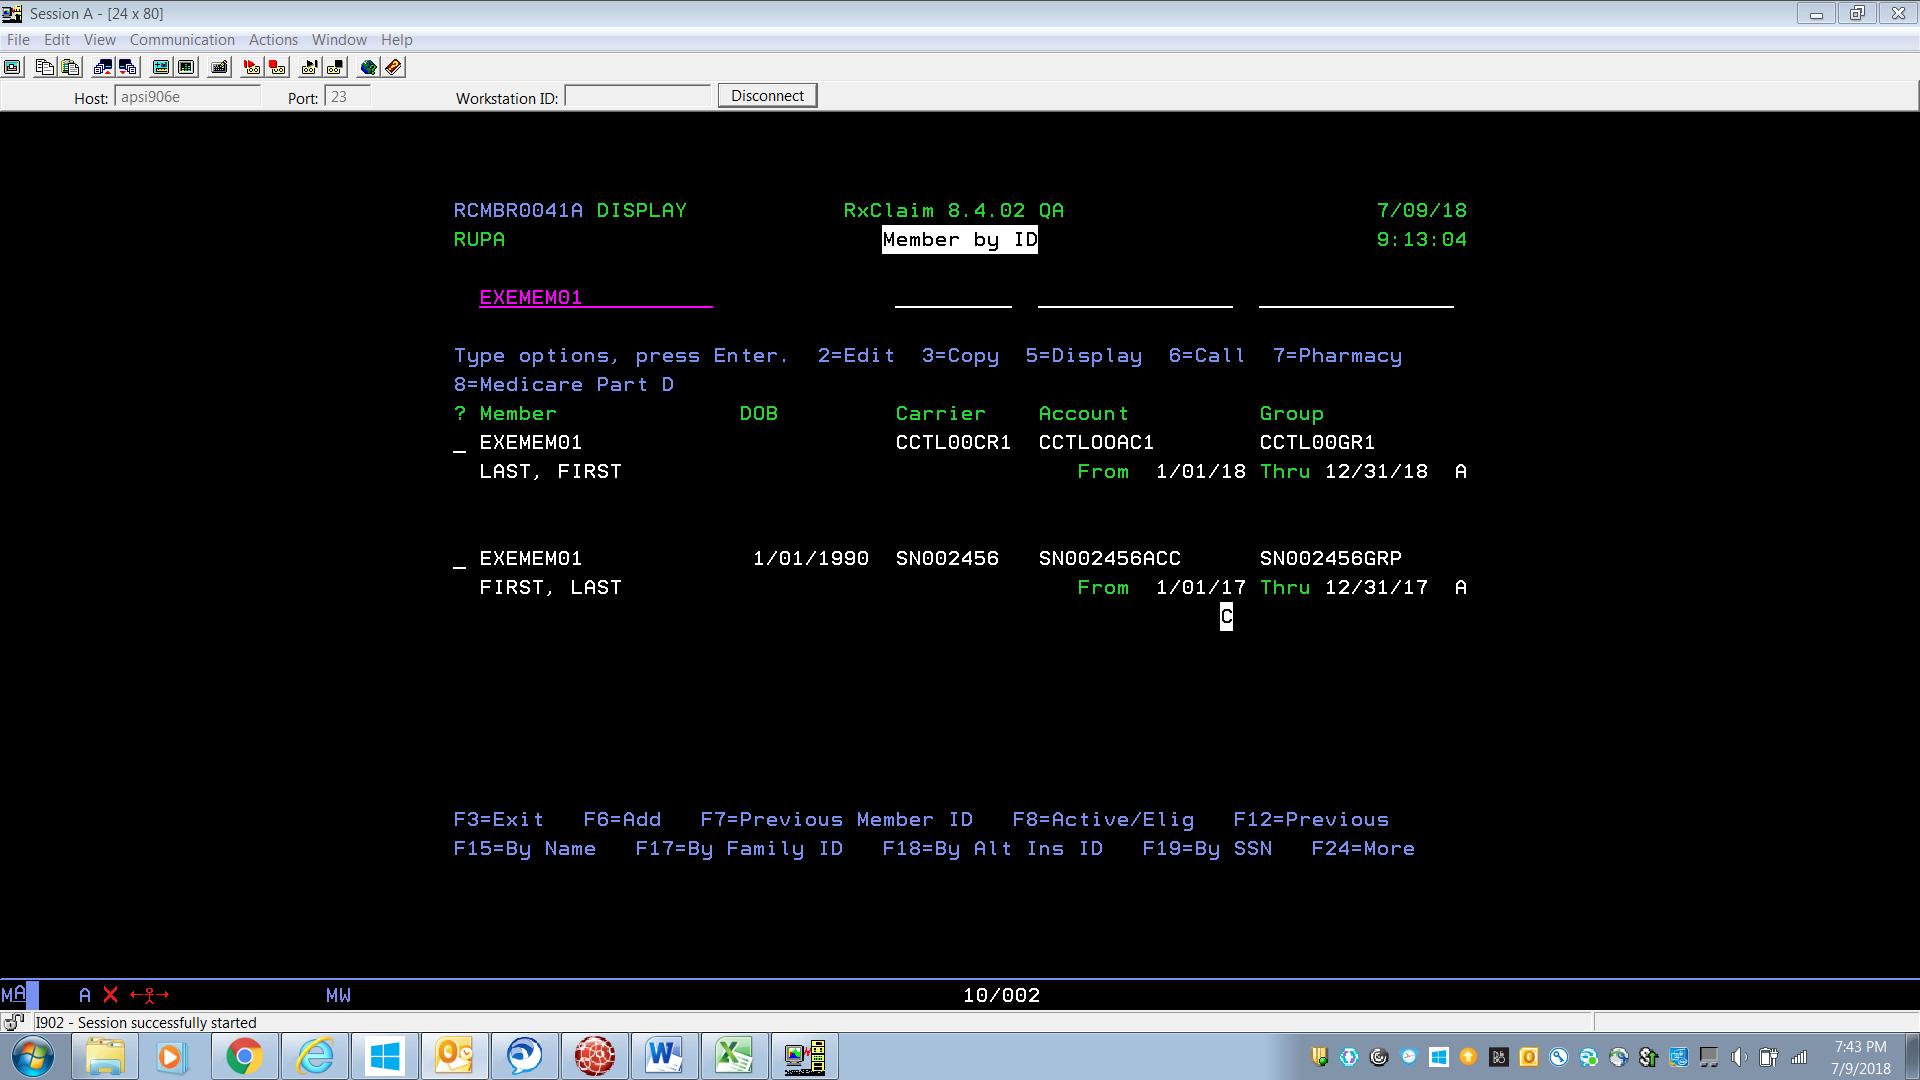 Session A - [24 x 80]
File Edit View Communication Actions Window Help
Host: apsi906e Port: 23 Workstation ID: Disconnect
RCMBR0041A DISPLAY RxClaim 8.4.02 QA 7/09/18
RUPA Member by ID 9:13:04
EXEMEM01
Type options, press Enter. 2=Edit 3=Copy 5=Display 6=Call 7=Pharmacy
8=Medicare Part D
? Member DOB Carrier Account Group
_ EXEMEM01 CCTL00CR1 CCTL00AC1 CCTL00GR1
LAST, FIRST From 1/01/18 Thru 12/31/18 A
_ EXEMEM01 1/01/1990 SN002456 SN002456ACC SN002456GRP
FIRST, LAST From 1/01/17 Thru 12/31/17 A
C
F3=Exit F6=Add F7=Previous Member ID F8=Active/Elig F12=Previous
F15=By Name F17=By Family ID F18=By Alt Ins ID F19=By SSN F24=More
MA A MW 10/002
I902 - Session successfully started
7:43 PM
7/9/2018